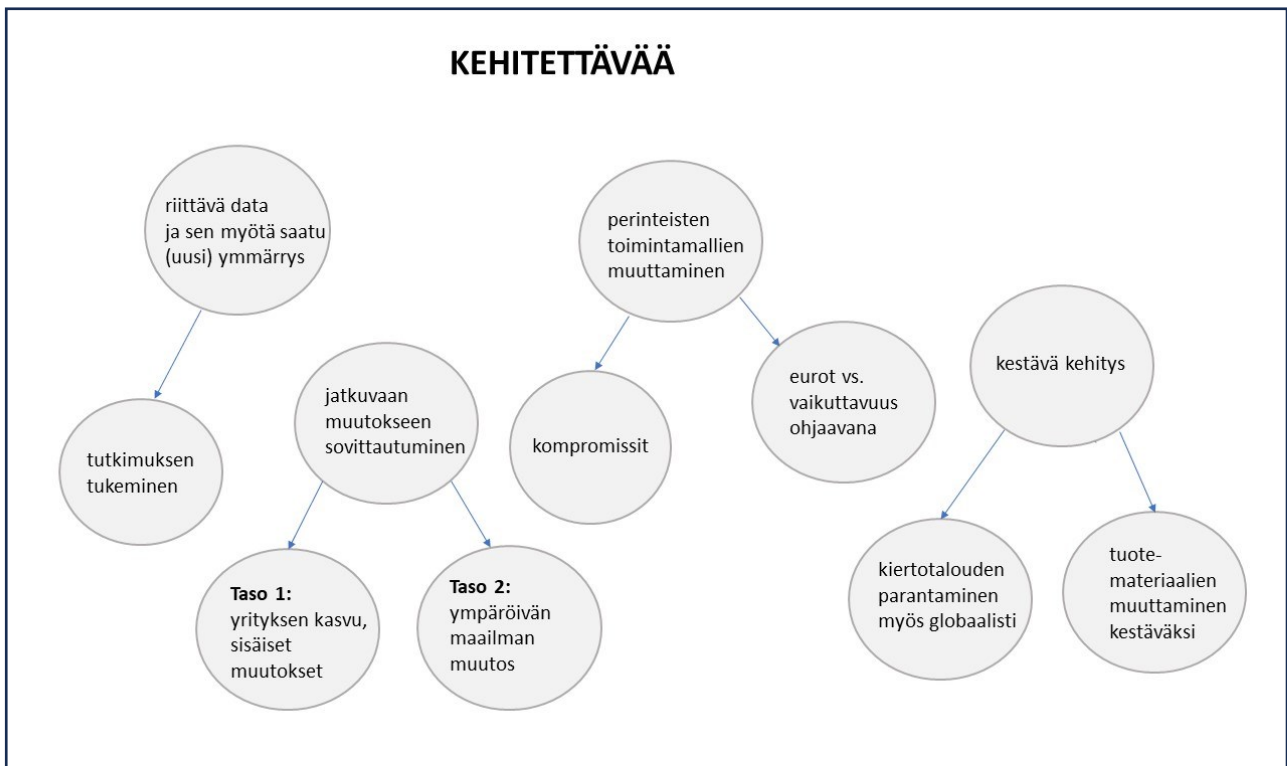 KEHITETTÄVÄÄ
riittävä data
ja sen myötä saatu
(uusi) ymmärrys
tutkimuksen
tukeminen
jatkuvaan
muutokseen
sovittautuminen
Taso 1:
yrityksen kasvu,
sisäiset
muutokset
Taso 2:
ympäröivän
maailman
muutos
perinteisten
toimintamallien
muuttaminen
kompromissit
eurot vs.
vaikuttavuus
ohjaavana
kestävä kehitys
kiertotalouden
parantaminen
myös globaalisti
tuote-
materiaalien
muuttaminen
kestäväksi